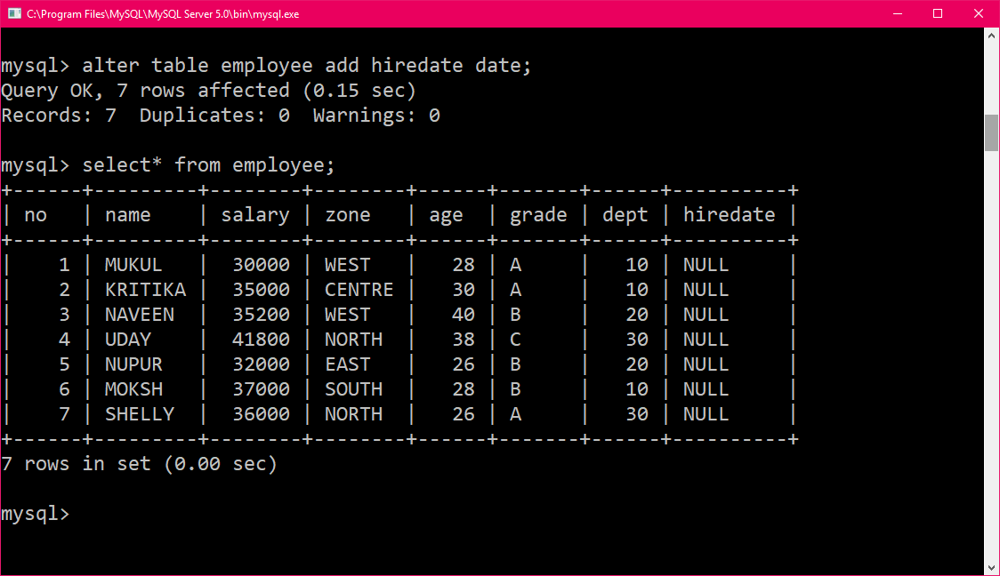 C:\Program Files\MySQL\MySQL Server 5.0\bin\mysql.exe
mysql> alter table employee add hiredate date;
Query OK, 7 rows affected (0.15 sec)
Records: 7  Duplicates: 0  Warnings: 0
mysql> select* from employee;
+------+---------+--------+--------+------+-------+------+----------+
| no   | name    | salary | zone   | age  | grade | dept | hiredate |
+------+---------+--------+--------+------+-------+------+----------+
|    1 | MUKUL   |  30000 | WEST   |   28 | A     |   10 | NULL     |
|    2 | KRITIKA |  35000 | CENTRE |   30 | A     |   10 | NULL     |
|    3 | NAVEEN  |  35200 | WEST   |   40 | B     |   20 | NULL     |
|    4 | UDAY    |  41800 | NORTH  |   38 | C     |   30 | NULL     |
|    5 | NUPUR   |  32000 | EAST   |   26 | B     |   20 | NULL     |
|    6 | MOKSH   |  37000 | SOUTH  |   28 | B     |   10 | NULL     |
|    7 | SHELLY  |  36000 | NORTH  |   26 | A     |   30 | NULL     |
+------+---------+--------+--------+------+-------+------+----------+
7 rows in set (0.00 sec)
mysql>